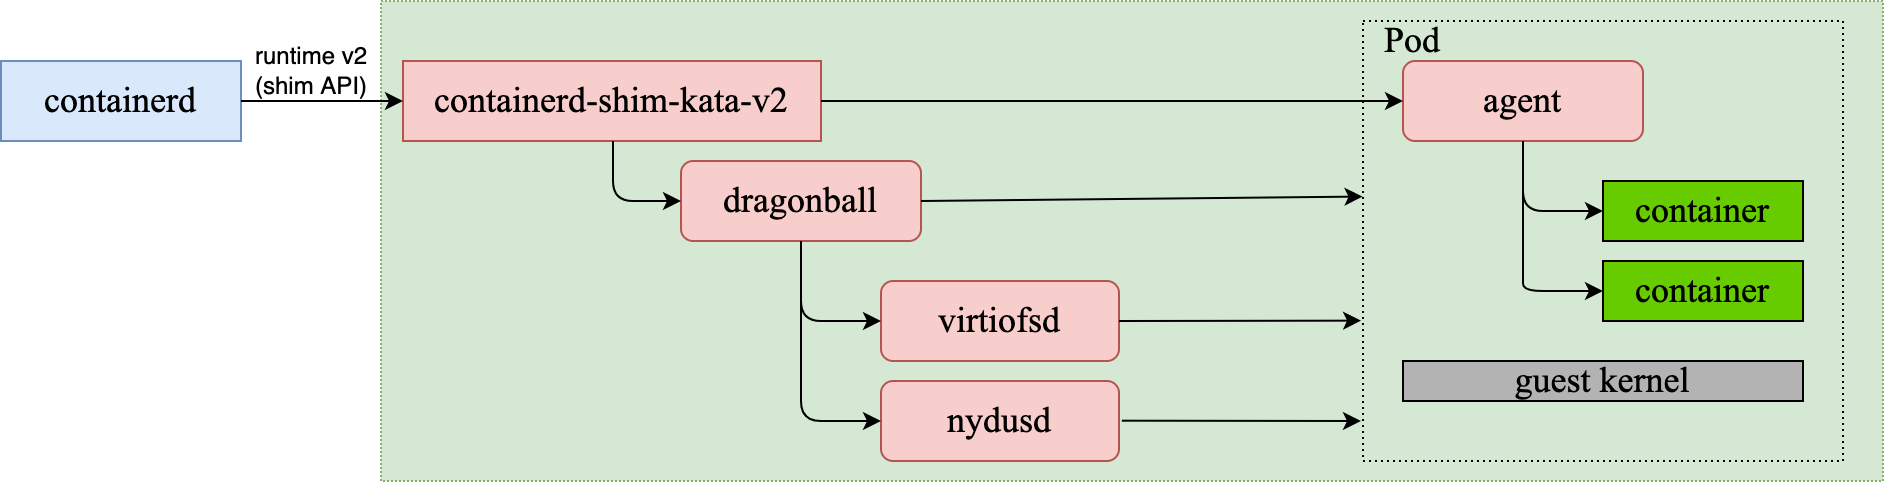 containerd
runtime v2
(shim API)
containerd-shim-kata-v2
Pod
agent
dragonball
container
container
virtiofsd
guest kernel
nydusd